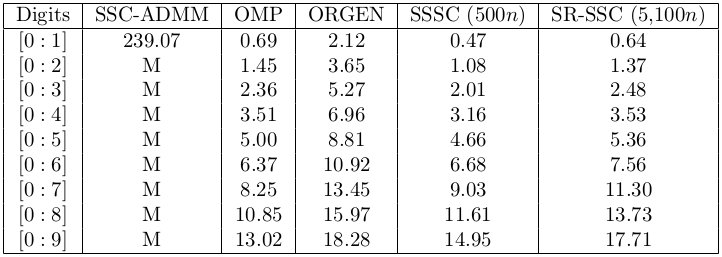 Digits SSC-ADMM OMP ORGEN SSSC (500n) SR-SSC (5,100n)
[0 : 1] 239.07 0.69 2.12 0.47 0.64
[0 : 2] M 1.45 3.65 1.08 1.37
[0 : 3] M 2.36 5.27 2.01 2.48
[0 : 4] M 3.51 6.96 3.16 3.53
[0 : 5] M 5.00 8.81 4.66 5.36
[0 : 6] M 6.37 10.92 6.68 7.56
[0 : 7] M 8.25 13.45 9.03 11.30
[0 : 8] M 10.85 15.97 11.61 13.73
[0 : 9] M 13.02 18.28 14.95 17.71